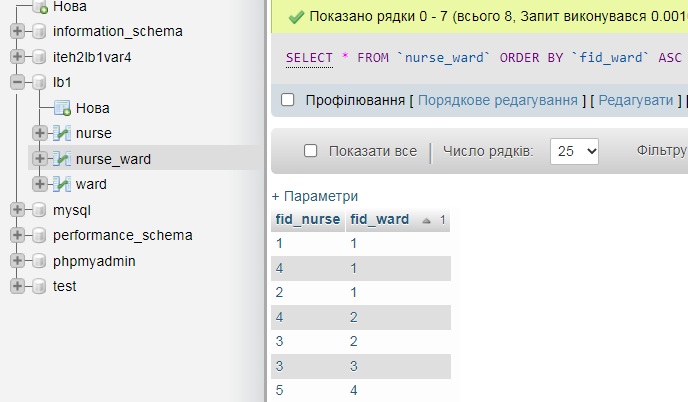 Нова
information_schema
iteh2lb1var4
lb1
Нова
nurse
nurse_ward
ward
mysql
performance_schema
phpmyadmin
test
Показано рядки 0 - 7 (всього 8, Запит виконувався 0.001
SELECT * FROM `nurse_ward` ORDER BY `fid_ward` ASC
Профілювання [ Порядкове редагування ] [ Редагувати ] [
Показати все | Число рядків: 25 Фільтру
+ Параметри
fid_nurse fid_ward 1
1 1
4 1
2 1
4 2
3 2
3 3
5 4